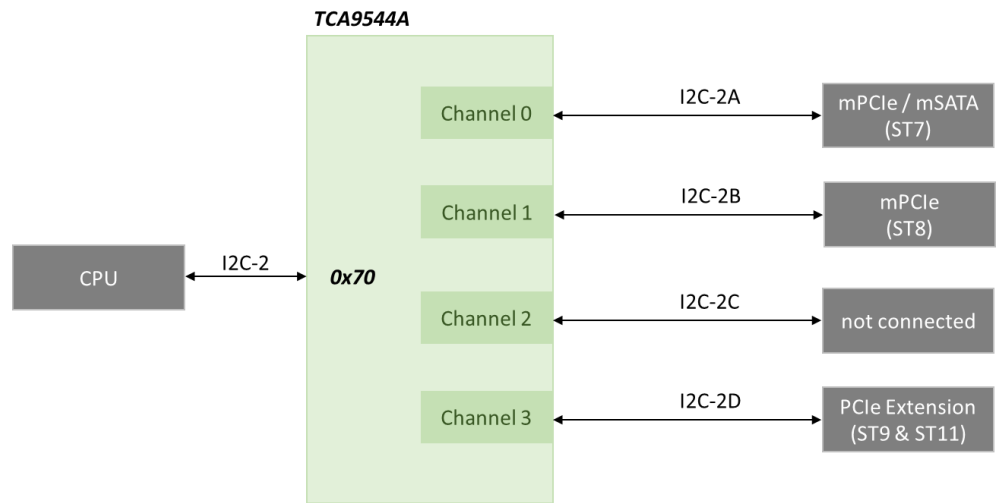 TCA9544A
Channel 0
I2C-2A
mPCIe / mSATA
(ST7)
Channel 1
I2C-2B
mPCIe
(ST8)
CPU
I2C-2
0x70
Channel 2
I2C-2C
not connected
Channel 3
I2C-2D
PCIe Extension
(ST9 & ST11)